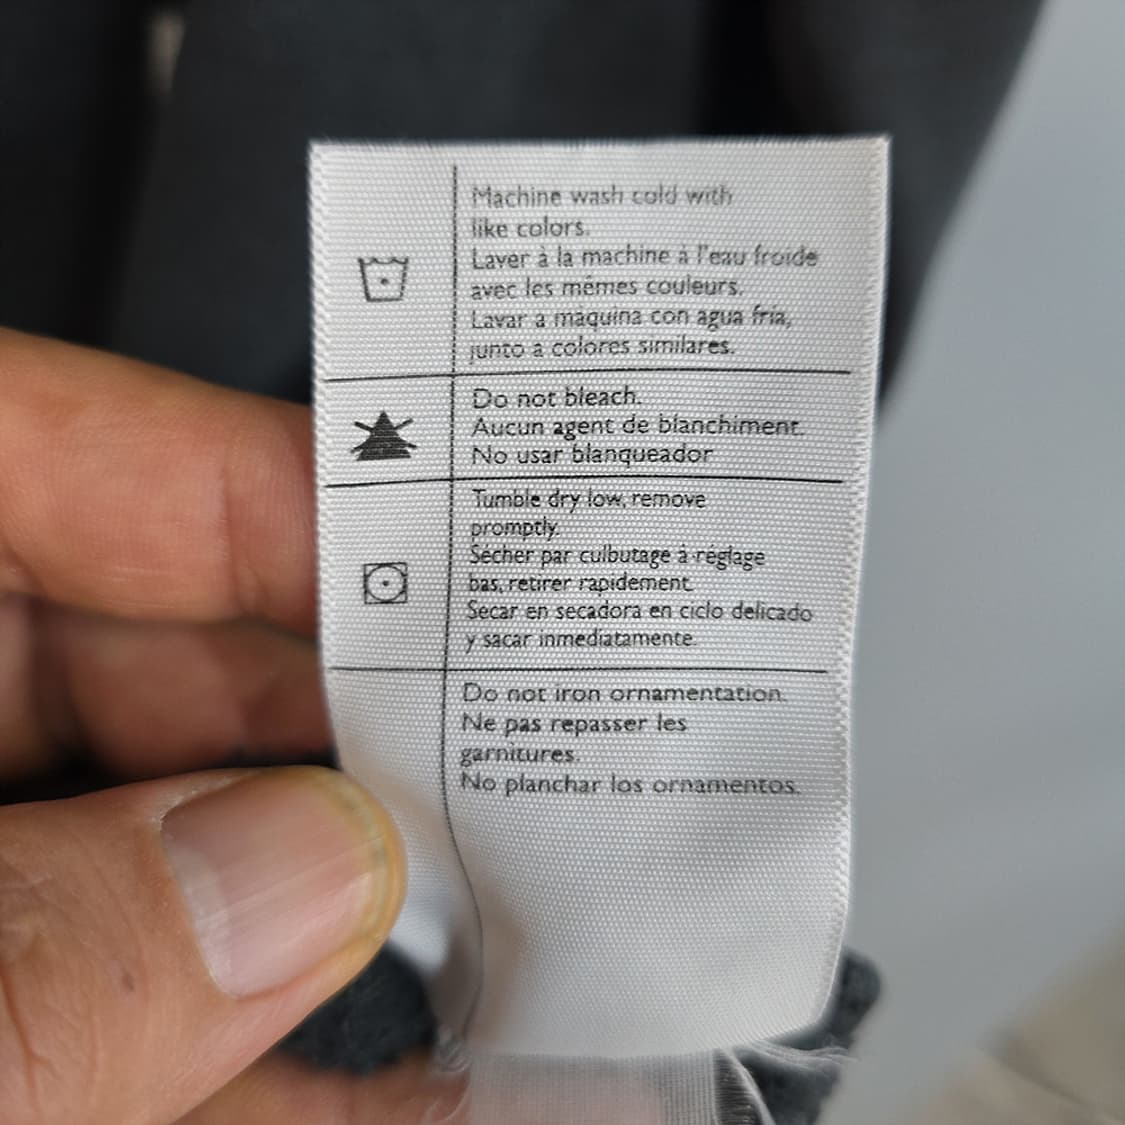 Machine wash cold with
like colors.
Laver à la machine à l'eau froide
avec les mêmes couleurs.
Lavar a máquina con agua fría,
junto a colores similares.
Do not bleach.
Aucun agent de blanchiment.
No usar blanqueador
Tumble dry low, remove
promptly.
Sécher par culbutage à réglage
bas, retirer rapidement.
Secar en secadora en ciclo delicado
y sacar inmediatamente.
Do not iron ornamentation.
Ne pas repasser les
garnitures.
No planchar los ornamentos.